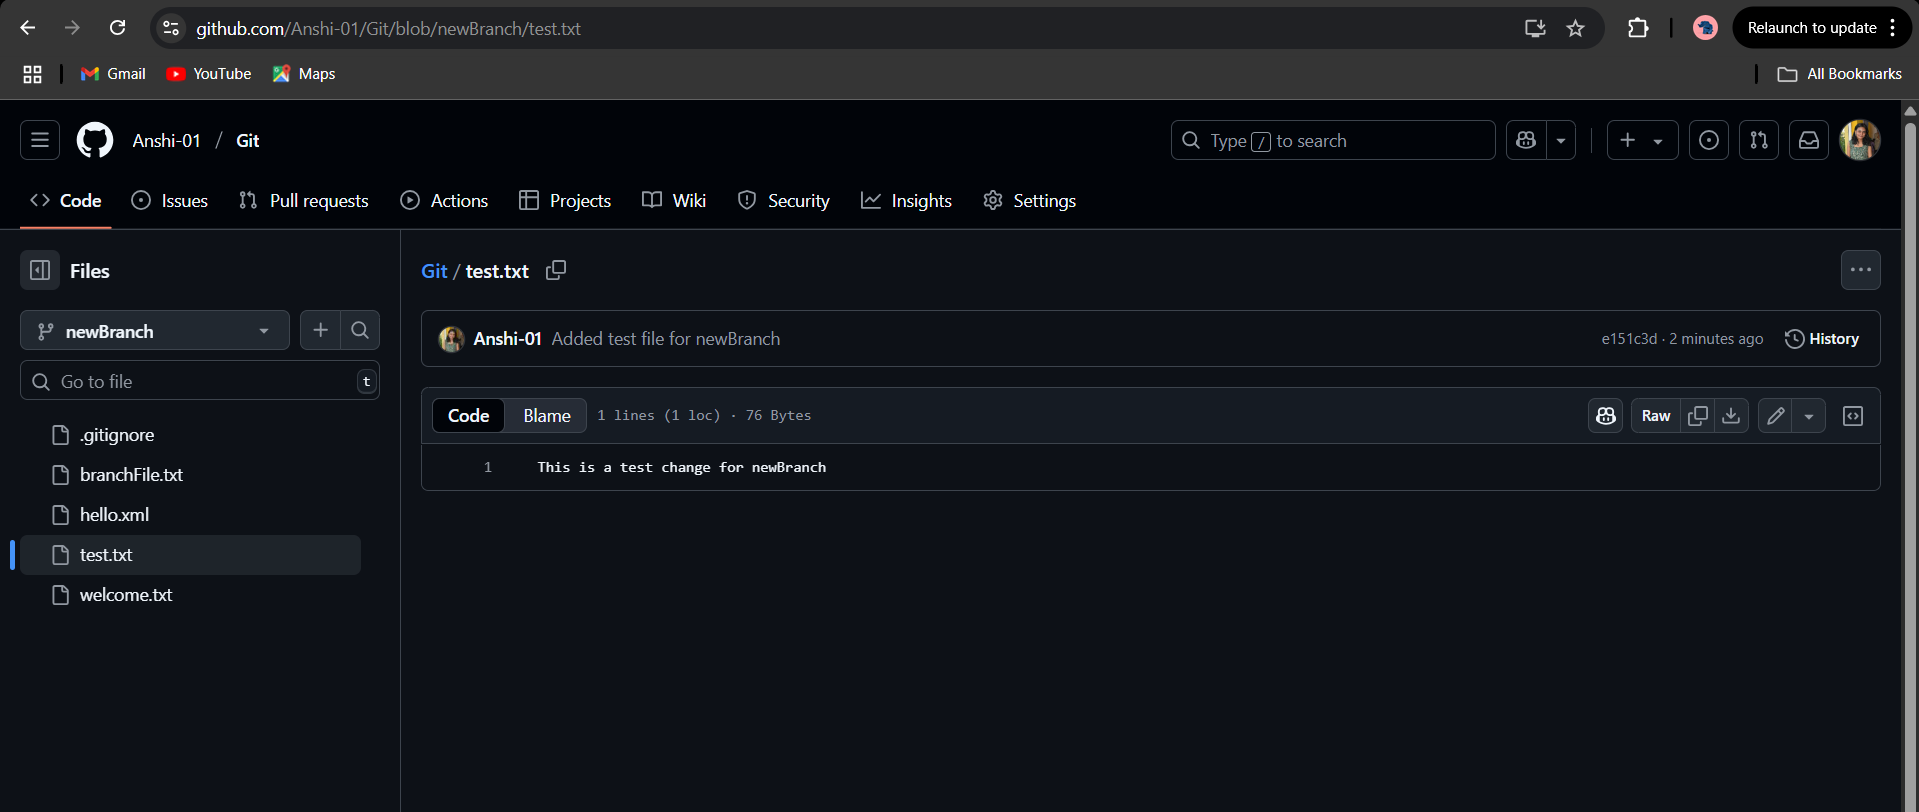 github.com/Anshi-01/Git/blob/newBranch/test.txt
Relaunch to update
Gmail
YouTube
Maps
All Bookmarks
Anshi-01 / Git
Type / to search
Code
Issues
Pull requests
Actions
Projects
Wiki
Security
Insights
Settings
Files
Git / test.txt
newBranch
Anshi-01 Added test file for newBranch
e151c3d · 2 minutes ago
History
Go to file
t
Code
Blame
1 lines (1 loc) · 76 Bytes
Raw
1 This is a test change for newBranch
.gitignore
branchFile.txt
hello.xml
test.txt
welcome.txt